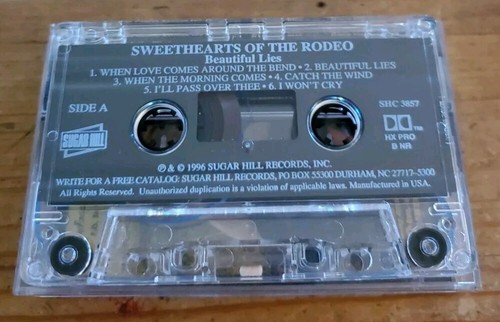 SWEETHEARTS OF THE RODEO
Beautiful Lies
1. WHEN LOVE COMES AROUND THE BEND • 2. BEAUTIFUL LIES
3. WHEN THE MORNING COMES • 4. CATCH THE WIND
5. I'LL PASS OVER THEE • 6. I WON'T CRY
SIDE A
SHC 3857
SUGAR HILL
DD™
HX PRO
B NR
℗ & © 1996 SUGAR HILL RECORDS, INC.
WRITE FOR A FREE CATALOG: SUGAR HILL RECORDS, PO BOX 55300 DURHAM, NC 27717-5300
All Rights Reserved. Unauthorized duplication is a violation of applicable laws. Manufactured in USA.